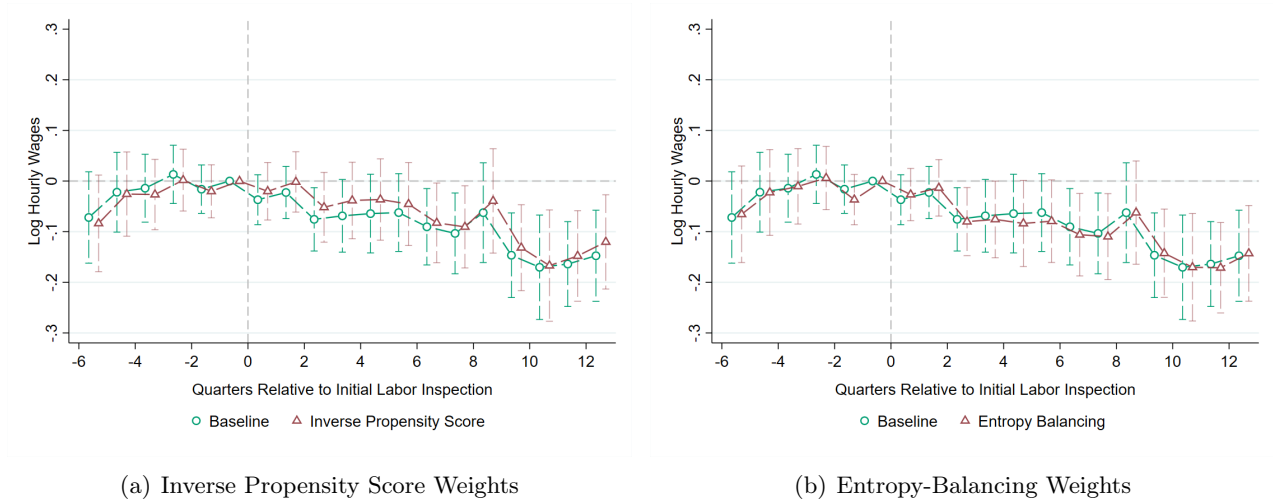 .3
.2
.1
0
-.1
-.2
-.3
Log Hourly Wages
-6 -4 -2 0 2 4 6 8 10 12
Quarters Relative to Initial Labor Inspection
Baseline Inverse Propensity Score
(a) Inverse Propensity Score Weights
.3
.2
.1
0
-.1
-.2
-.3
Log Hourly Wages
-6 -4 -2 0 2 4 6 8 10 12
Quarters Relative to Initial Labor Inspection
Baseline Entropy Balancing
(b) Entropy-Balancing Weights